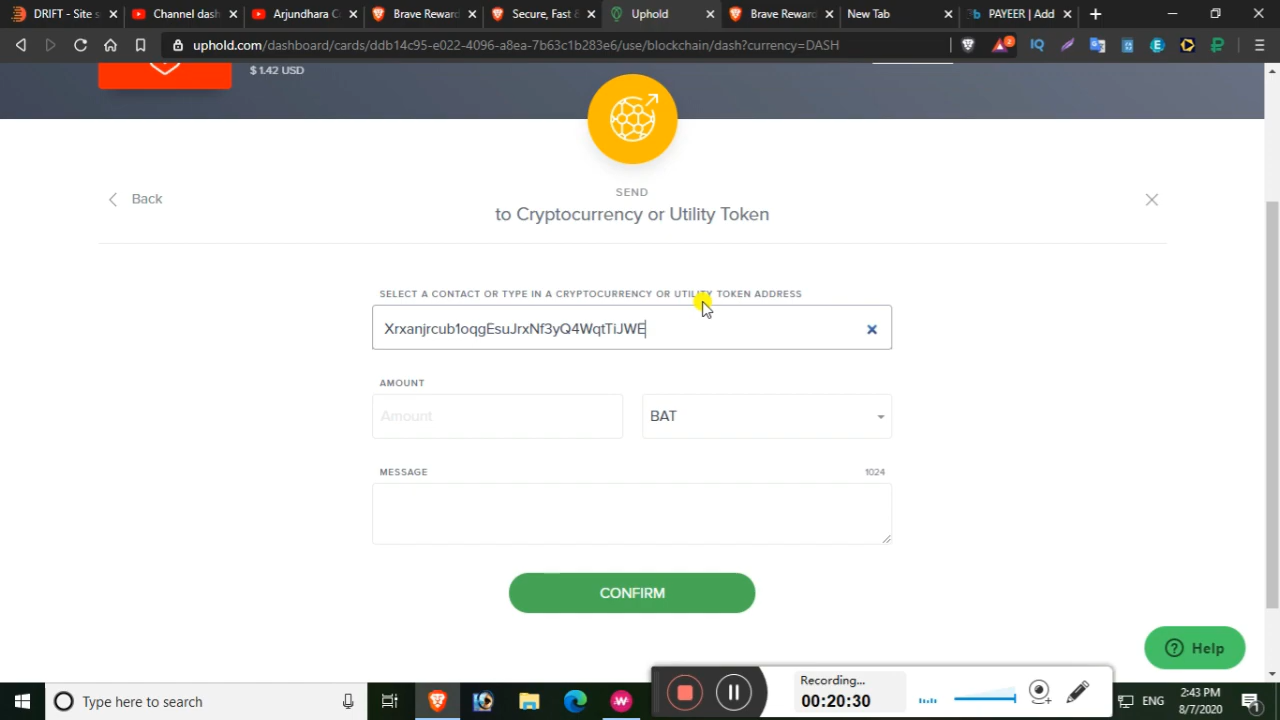 DRIFT - Site s
Channel dash
Arjundhara C
Brave Reward
Secure, Fast &
Uphold
Brave Reward
New Tab
PAYEER | Add
uphold.com/dashboard/cards/ddb14c95-e022-4096-a8ea-7b63c1b283e6/use/blockchain/dash?currency=DASH
2
IQ
$ 1.42 USD
Back
SEND
to Cryptocurrency or Utility Token
SELECT A CONTACT OR TYPE IN A CRYPTOCURRENCY OR UTILITY TOKEN ADDRESS
Xrxanjrcub1oqgEsuJrxNf3yQ4WqtTiJWE
AMOUNT
Amount
BAT
MESSAGE
1024
CONFIRM
Help
Recording...
00:20:30
Type here to search
ENG
2:43 PM
8/7/2020
1